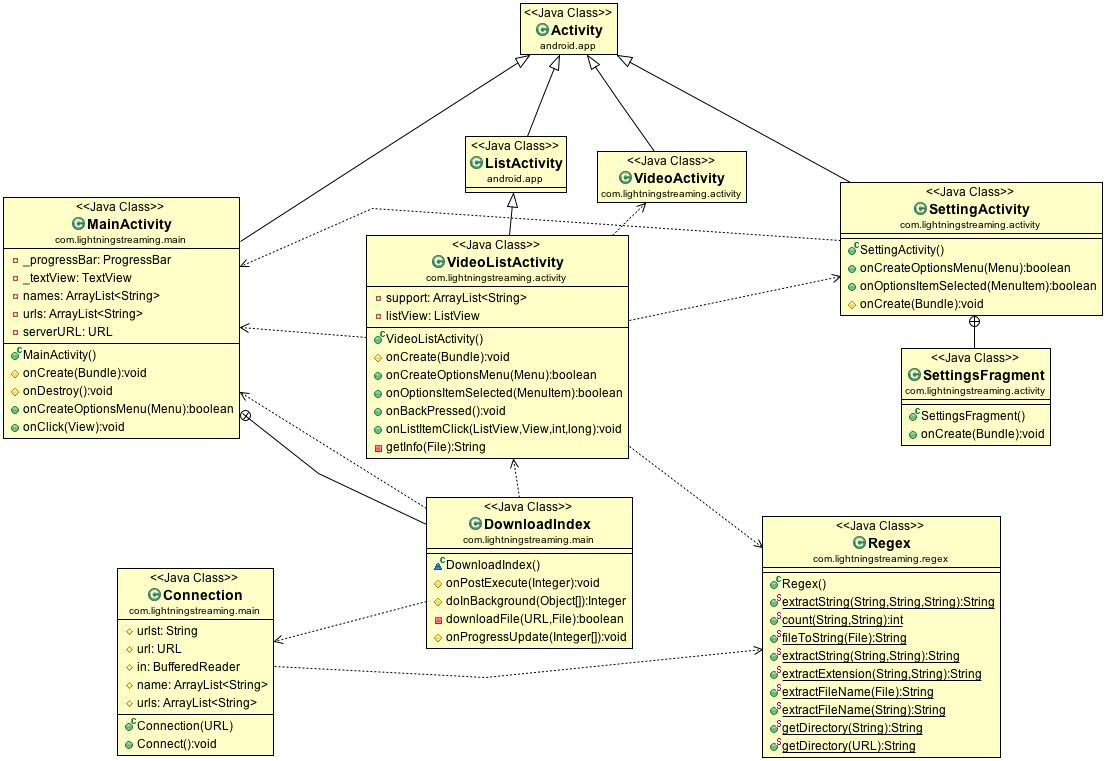 <<Java Class>>
Activity
android.app
<<Java Class>>
ListActivity
android.app
<<Java Class>>
VideoActivity
com.lightningstreaming.activity
<<Java Class>>
MainActivity
com.lightningstreaming.main
_progressBar: ProgressBar
_textView: TextView
names: ArrayList<String>
urls: ArrayList<String>
serverURL: URL
MainActivity()
onCreate(Bundle):void
onDestroy():void
onCreateOptionsMenu(Menu):boolean
onClick(View):void
<<Java Class>>
VideoListActivity
com.lightningstreaming.activity
support: ArrayList<String>
listView: ListView
VideoListActivity()
onCreate(Bundle):void
onCreateOptionsMenu(Menu):boolean
onOptionsItemSelected(MenuItem):boolean
onBackPressed():void
onListItemClick(ListView,View,int,long):void
getInfo(File):String
<<Java Class>>
SettingActivity
com.lightningstreaming.activity
SettingActivity()
onCreateOptionsMenu(Menu):boolean
onOptionsItemSelected(MenuItem):boolean
onCreate(Bundle):void
<<Java Class>>
SettingsFragment
com.lightningstreaming.activity
SettingsFragment()
onCreate(Bundle):void
<<Java Class>>
DownloadIndex
com.lightningstreaming.main
DownloadIndex()
onPostExecute(Integer):void
doInBackground(Object[]):Integer
downloadFile(URL,File):boolean
onProgressUpdate(Integer[]):void
<<Java Class>>
Connection
com.lightningstreaming.main
urlst: String
url: URL
in: BufferedReader
name: ArrayList<String>
urls: ArrayList<String>
Connection(URL)
Connect():void
<<Java Class>>
Regex
com.lightningstreaming.regex
Regex()
extractString(String,String,String):String
count(String,String):int
fileToString(File):String
extractString(String,String):String
extractExtension(String,String):String
extractFileName(File):String
extractFileName(String):String
getDirectory(String):String
getDirectory(URL):String